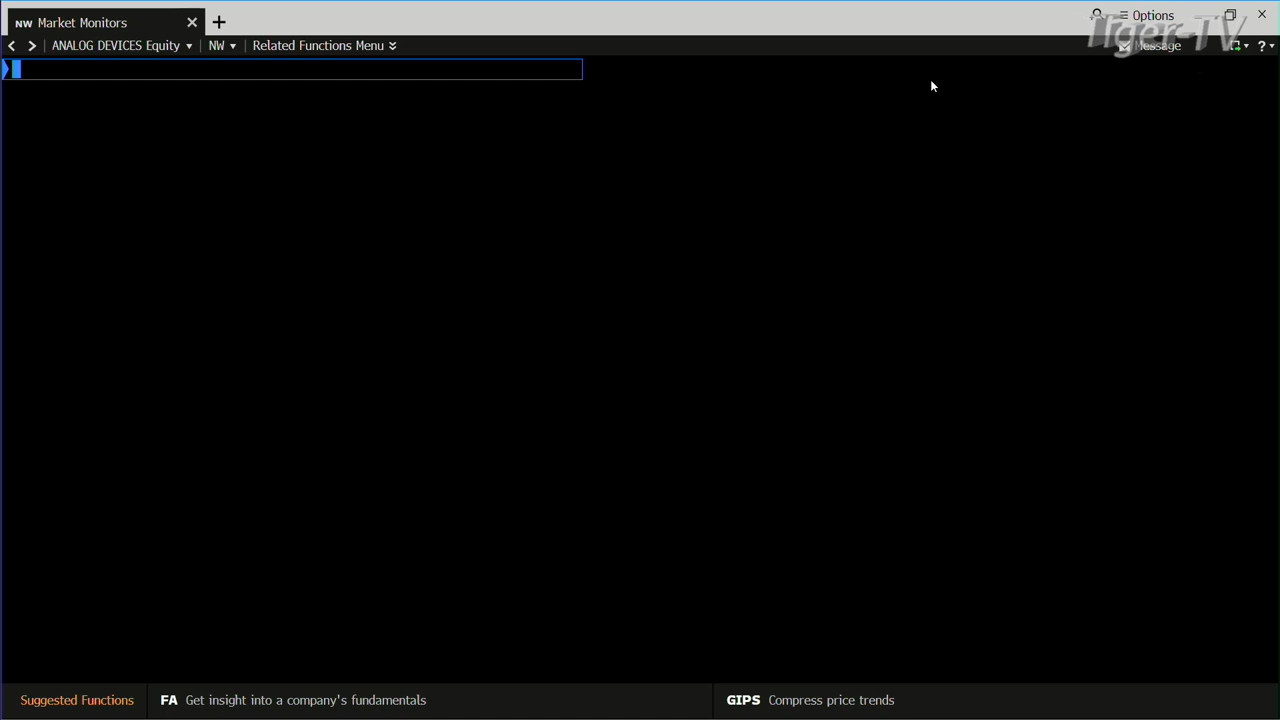 NW Market Monitors
Options
Tiger-TV
ANALOG DEVICES Equity
NW
Related Functions Menu
Message
?
Suggested Functions
FA Get insight into a company's fundamentals
GIPS Compress price trends